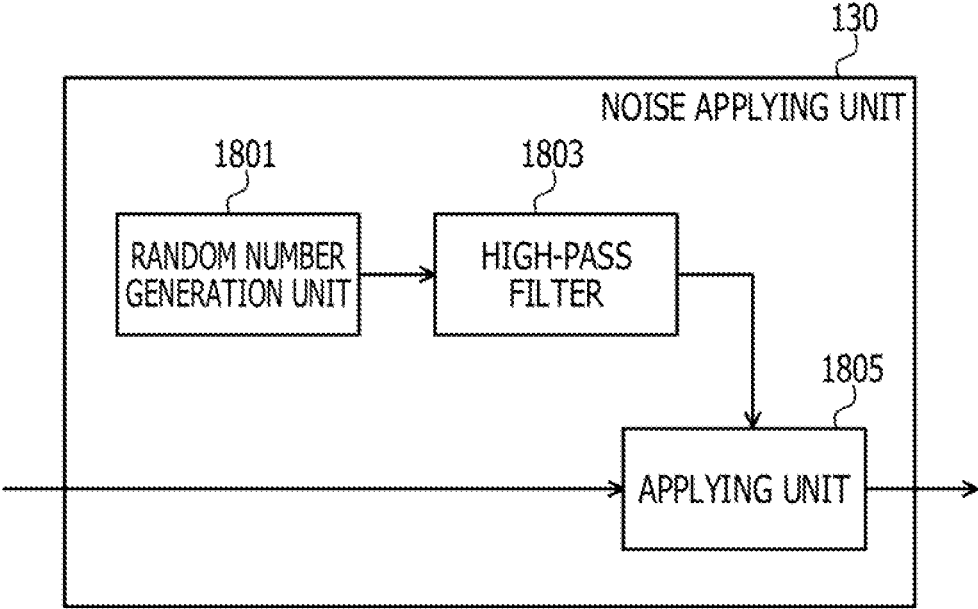 130
NOISE APPLYING UNIT
1801
1803
RANDOM NUMBER
GENERATION UNIT
HIGH-PASS
FILTER
1805
APPLYING UNIT